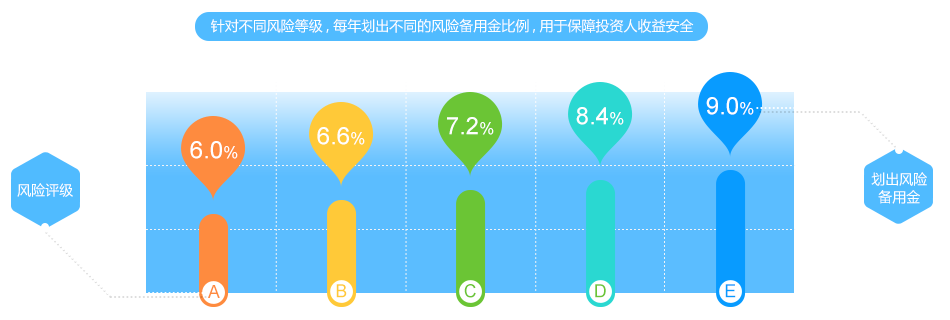 针对不同风险等级，每年划出不同的风险备用金比例，用于保障投资人收益安全
6.0%
6.6%
7.2%
8.4%
9.0%
风险评级
划出风险
备用金
A
B
C
D
E